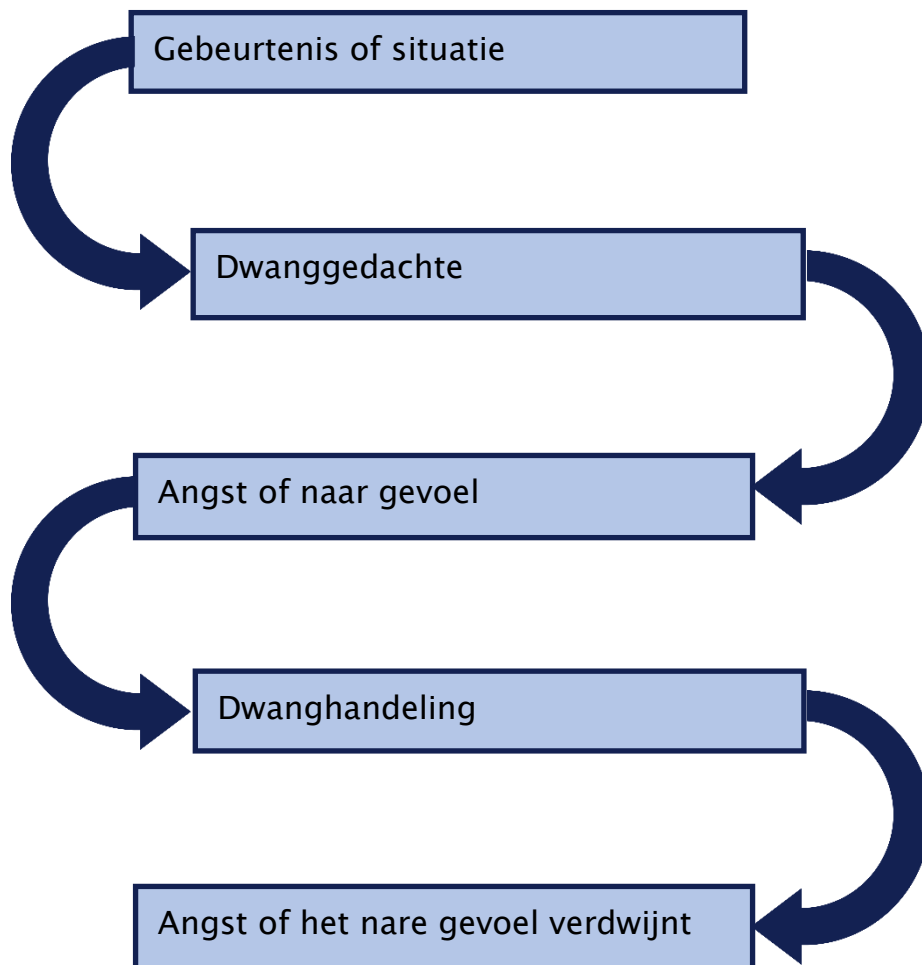 Gebeurtenis of situatie
Dwanggedachte
Angst of naar gevoel
Dwanghandeling
Angst of het nare gevoel verdwijnt